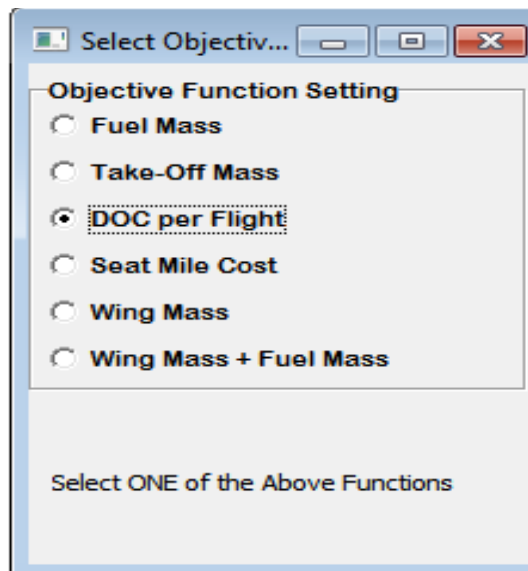 Select Objectiv...
Objective Function Setting
Fuel Mass
Take-Off Mass
DOC per Flight
Seat Mile Cost
Wing Mass
Wing Mass + Fuel Mass
Select ONE of the Above Functions